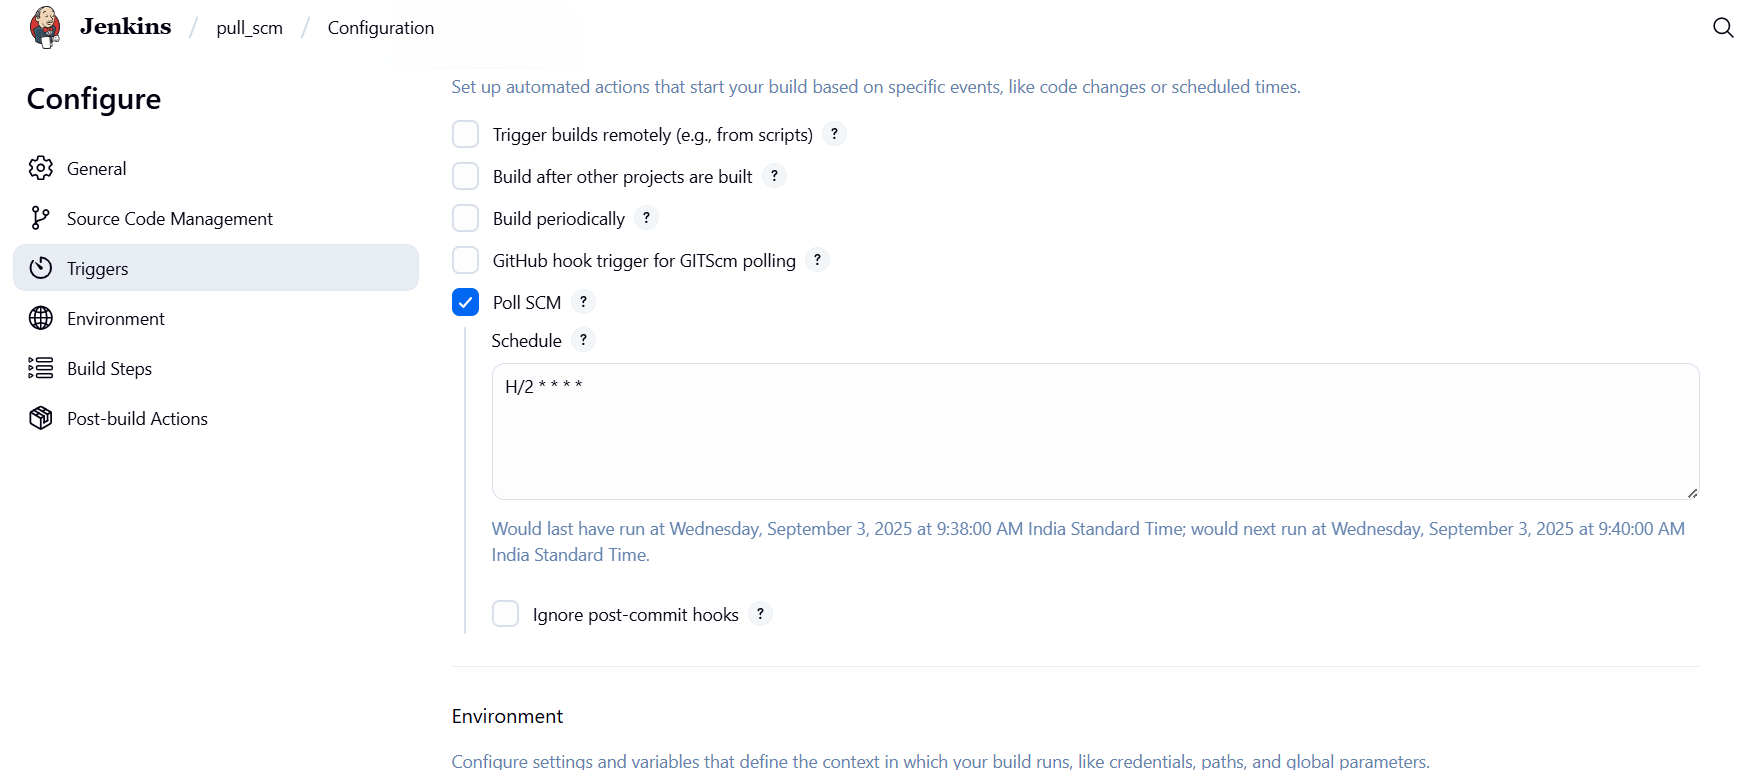 Jenkins / pull_scm / Configuration
Configure
General
Source Code Management
Triggers
Environment
Build Steps
Post-build Actions
Set up automated actions that start your build based on specific events, like code changes or scheduled times.
Trigger builds remotely (e.g., from scripts) ?
Build after other projects are built ?
Build periodically ?
GitHub hook trigger for GITScm polling ?
Poll SCM ?
Schedule ?
H/2 * * * *
Would last have run at Wednesday, September 3, 2025 at 9:38:00 AM India Standard Time; would next run at Wednesday, September 3, 2025 at 9:40:00 AM
India Standard Time.
Ignore post-commit hooks ?
Environment
Configure settings and variables that define the context in which your build runs, like credentials, paths, and global parameters.